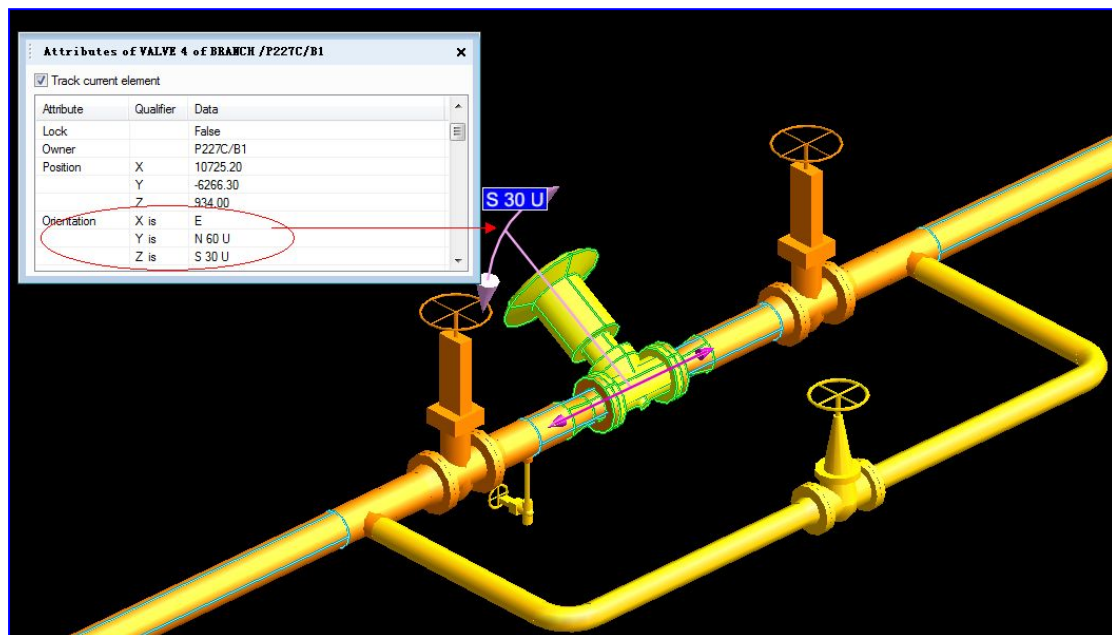 Attributes of VALVE 4 of BRANCH /P227C/B1
Track current element
Attribute Qualifier Data
Lock False
Owner P227C/B1
Position X 10725.20
Y -6266.30
Z 934.00
Orientation X is E
Y is N 60 U
Z is S 30 U
S 30 U